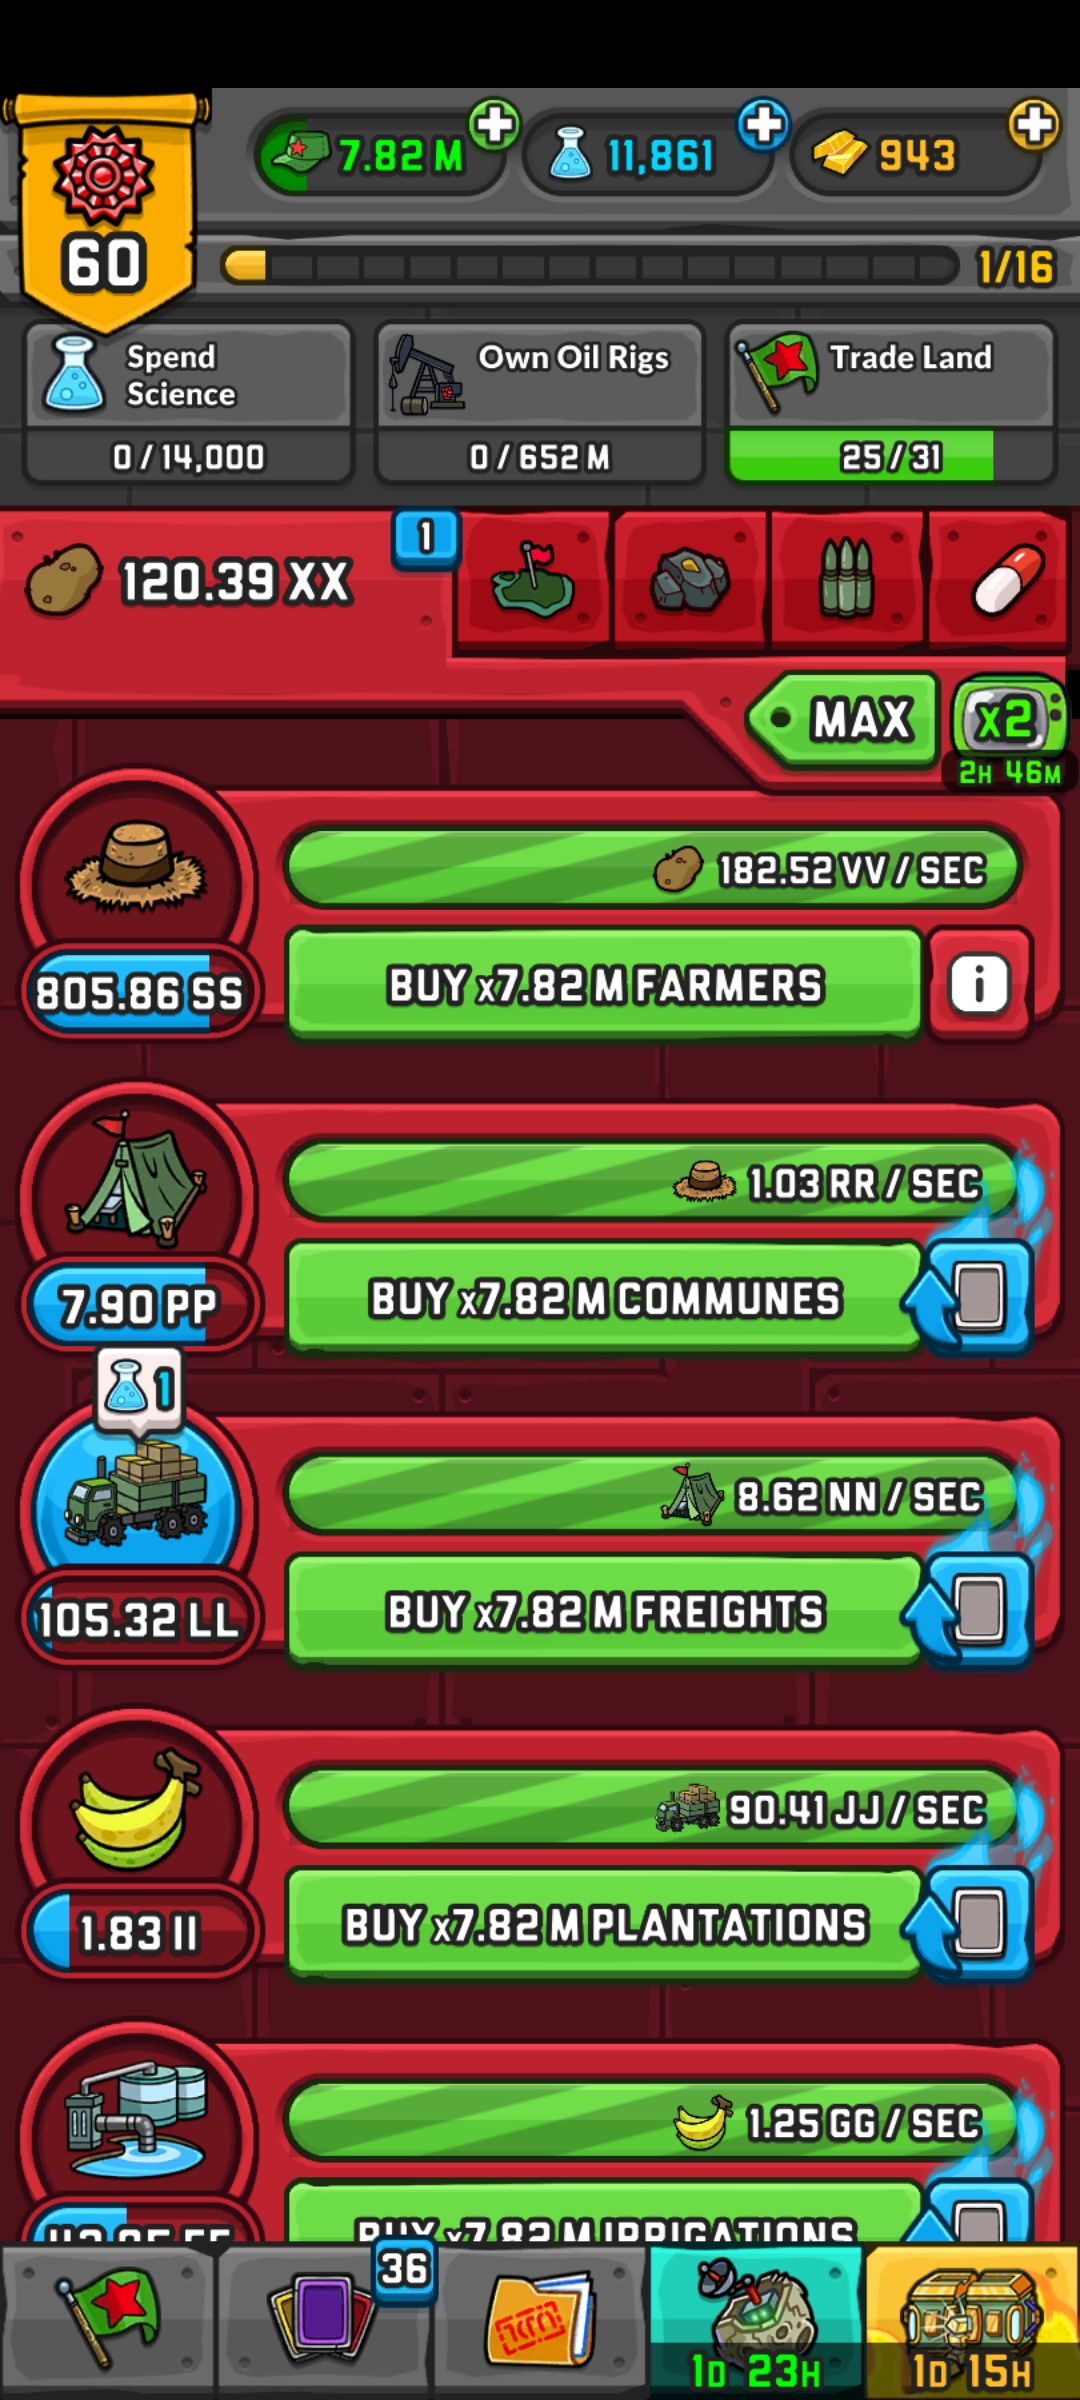 60
7.82 M
11,861
943
1/16
Spend
Science
0/14,000
Own Oil Rigs
0/652 M
Trade Land
25/31
120.39 XX
1
MAX
x2
2H 46M
182.52 VV / SEC
805.86 SS
BUY x7.82 M FARMERS
i
1.03 RR / SEC
7.90 PP
BUY x7.82 M COMMUNES
1
8.62 NN / SEC
105.32 LL
BUY x7.82 M FREIGHTS
90.41 JJ / SEC
1.83 II
BUY x7.82 M PLANTATIONS
1.25 GG / SEC
BUY x7.82 M IRRIGATIONS
36
1D 23H
1D 15H